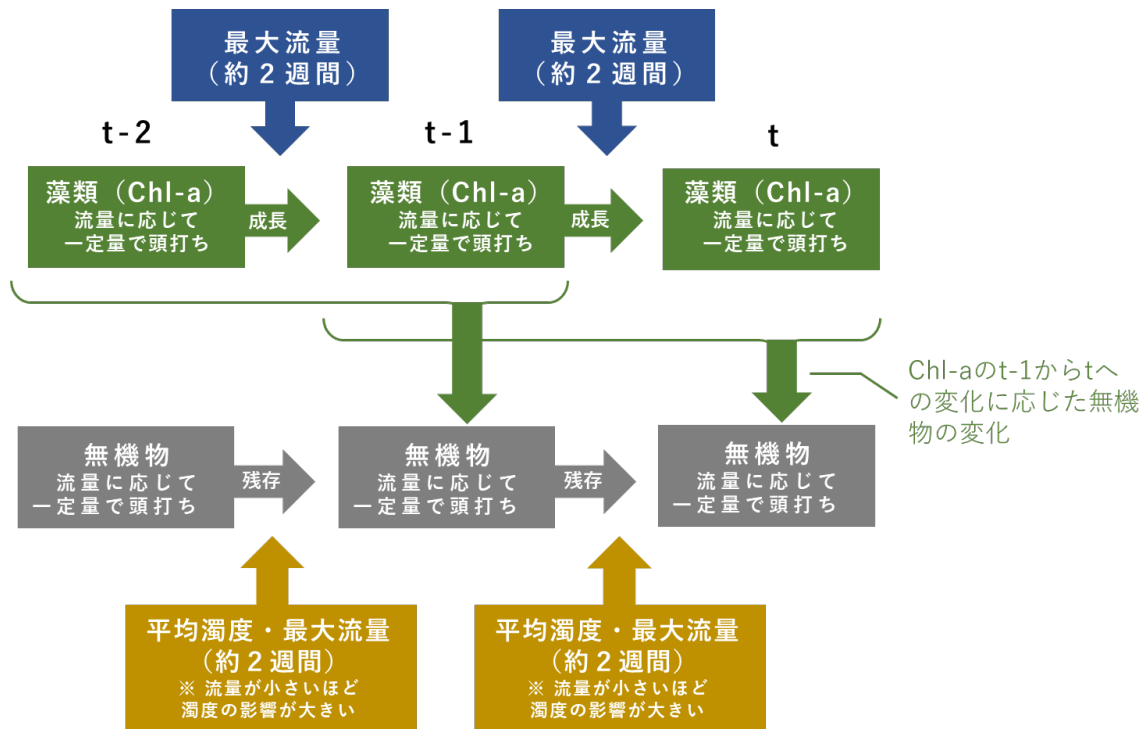 最大流量
（約２週間）
最大流量
（約２週間）
t-2
t-1
t
藻類（Chl-a）
流量に応じて
一定量で頭打ち
成長
藻類（Chl-a）
流量に応じて
一定量で頭打ち
成長
藻類（Chl-a）
流量に応じて
一定量で頭打ち
Chl-aのt-1からtへ
の変化に応じた無機
物の変化
無機物
流量に応じて
一定量で頭打ち
残存
無機物
流量に応じて
一定量で頭打ち
残存
無機物
流量に応じて
一定量で頭打ち
平均濁度・最大流量
（約２週間）
※ 流量が小さいほど
濁度の影響が大きい
平均濁度・最大流量
（約２週間）
※ 流量が小さいほど
濁度の影響が大きい